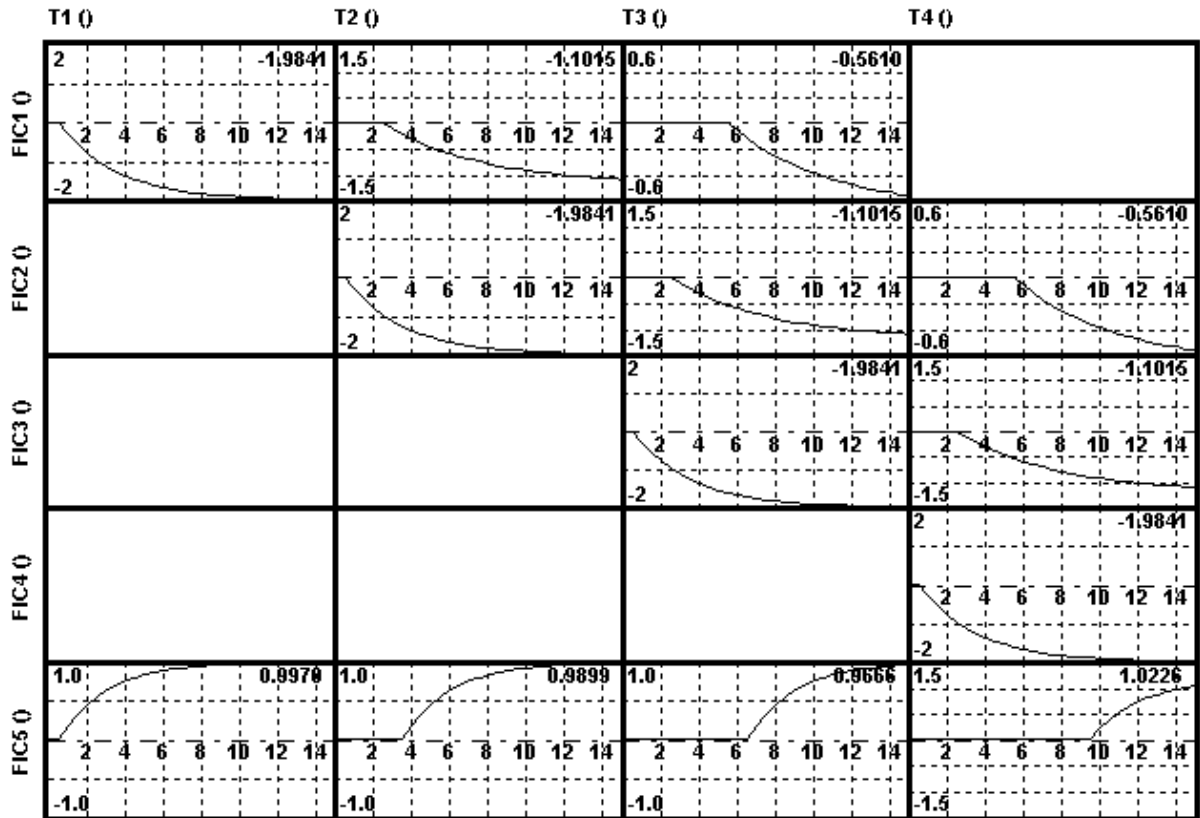 T1 () T2 () T3 () T4 ()
FIC1 ()
2 -1.9841 1.5 -1.1015 0.6 -0.5610
2 4 6 8 10 12 14 2 4 6 8 10 12 14 2 4 6 8 10 12 14
-2 -1.5 -0.6
FIC2 ()
2 -1.9841 1.5 -1.1015 0.6 -0.5610
2 4 6 8 10 12 14 2 4 6 8 10 12 14 2 4 6 8 10 12 14
-2 -1.5 -0.6
FIC3 ()
2 -1.9841 1.5 -1.1015
2 4 6 8 10 12 14 2 4 6 8 10 12 14
-2 -1.5
FIC4 ()
2 -1.9841
2 4 6 8 10 12 14
-2
FIC5 ()
1.0 0.9970 1.0 0.9899 1.0 0.9666 1.5 1.0226
2 4 6 8 10 12 14 2 4 6 8 10 12 14 2 4 6 8 10 12 14 2 4 6 8 10 12 14
-1.0 -1.0 -1.0 -1.5